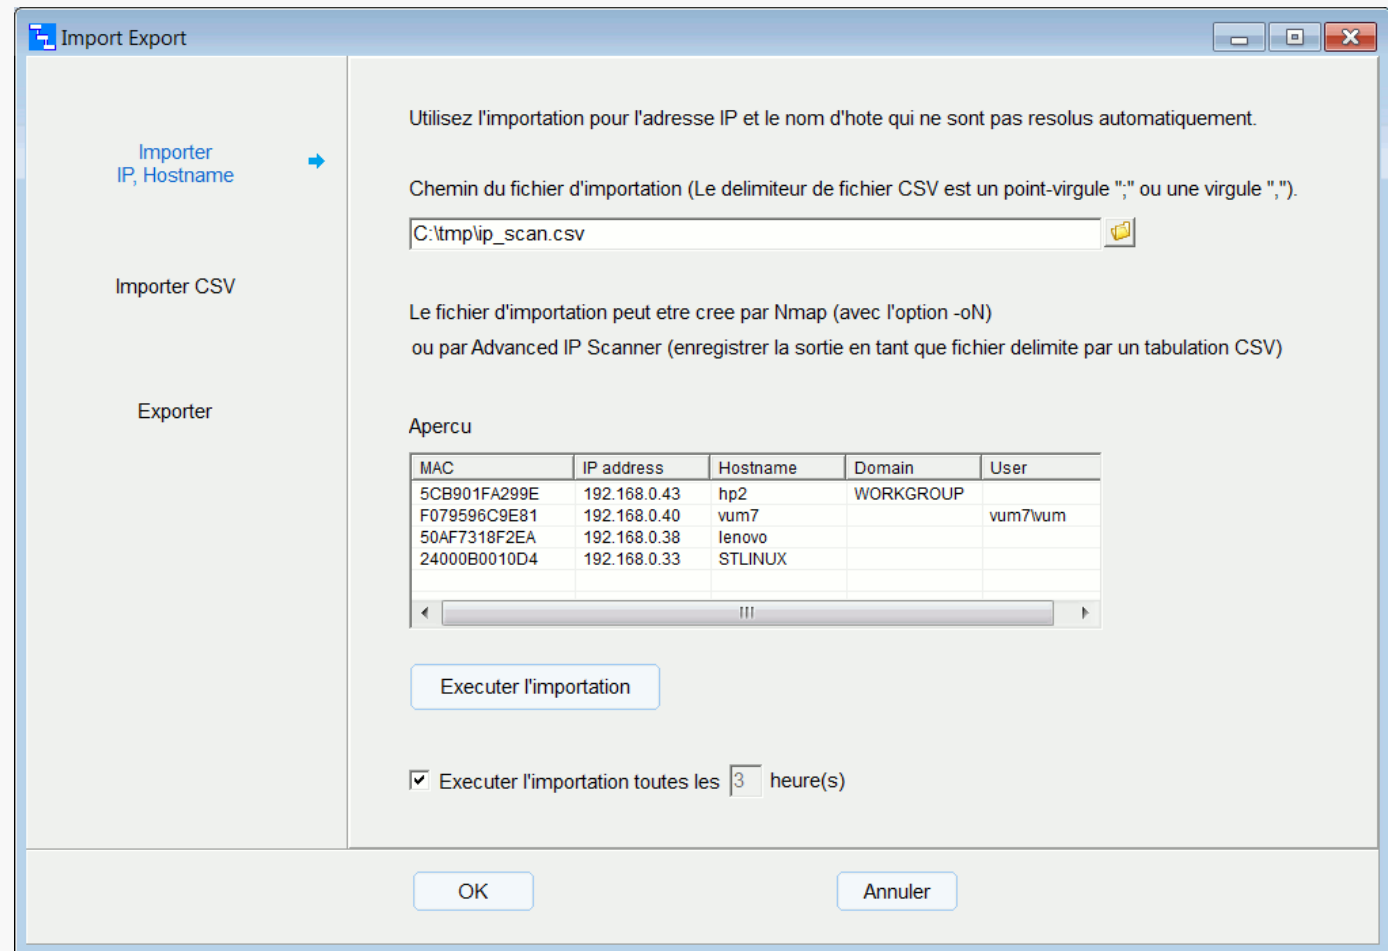 Import Export
Utilisez l'importation pour l'adresse IP et le nom d'hote qui ne sont pas resolus automatiquement.
Importer
IP, Hostname
Chemin du fichier d'importation (Le delimiteur de fichier CSV est un point-virgule ";" ou une virgule ",").
C:\tmp\ip_scan.csv
Importer CSV
Le fichier d'importation peut etre cree par Nmap (avec l'option -oN)
ou par Advanced IP Scanner (enregistrer la sortie en tant que fichier delimite par un tabulation CSV)
Exporter
Apercu
MAC IP address Hostname Domain User
5CB901FA299E 192.168.0.43 hp2 WORKGROUP
F079596C9E81 192.168.0.40 vum7 vum7\vum
50AF7318F2EA 192.168.0.38 lenovo
24000B0010D4 192.168.0.33 STLINUX
Executer l'importation
Executer l'importation toutes les 3 heure(s)
OK Annuler